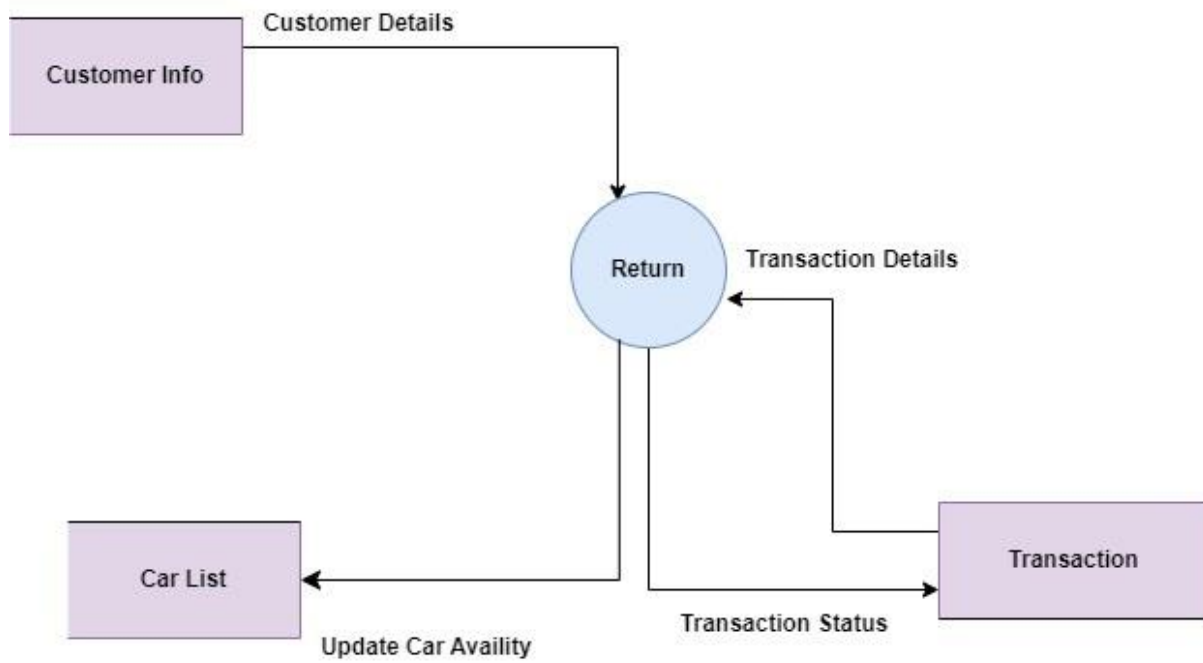 Customer Details
Customer Info
Return
Transaction Details
Transaction
Car List
Transaction Status
Update Car Availity